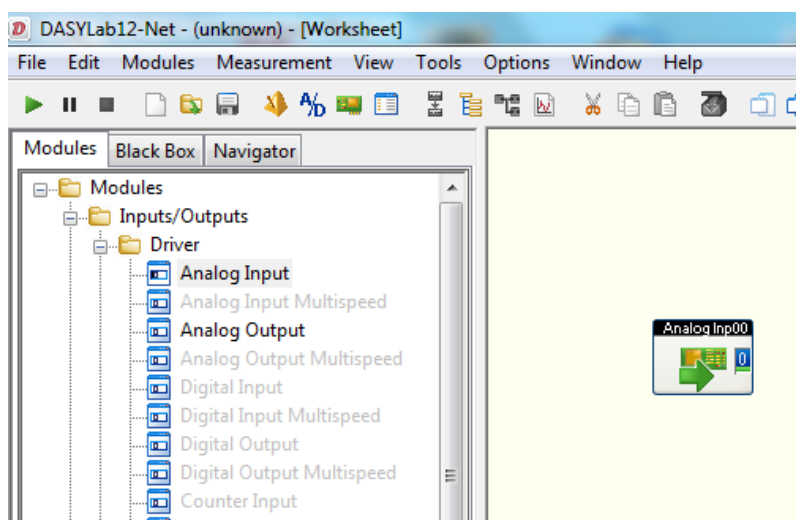 DASYLab12-Net - (unknown) - [Worksheet]
File Edit Modules Measurement View Tools Options Window Help
A/D
Modules Black Box Navigator
Modules
Inputs/Outputs
Driver
Analog Input
Analog Input Multispeed
Analog Output
Analog Output Multispeed
Digital Input
Digital Input Multispeed
Digital Output
Digital Output Multispeed
Counter Input
Analog Inp00
0